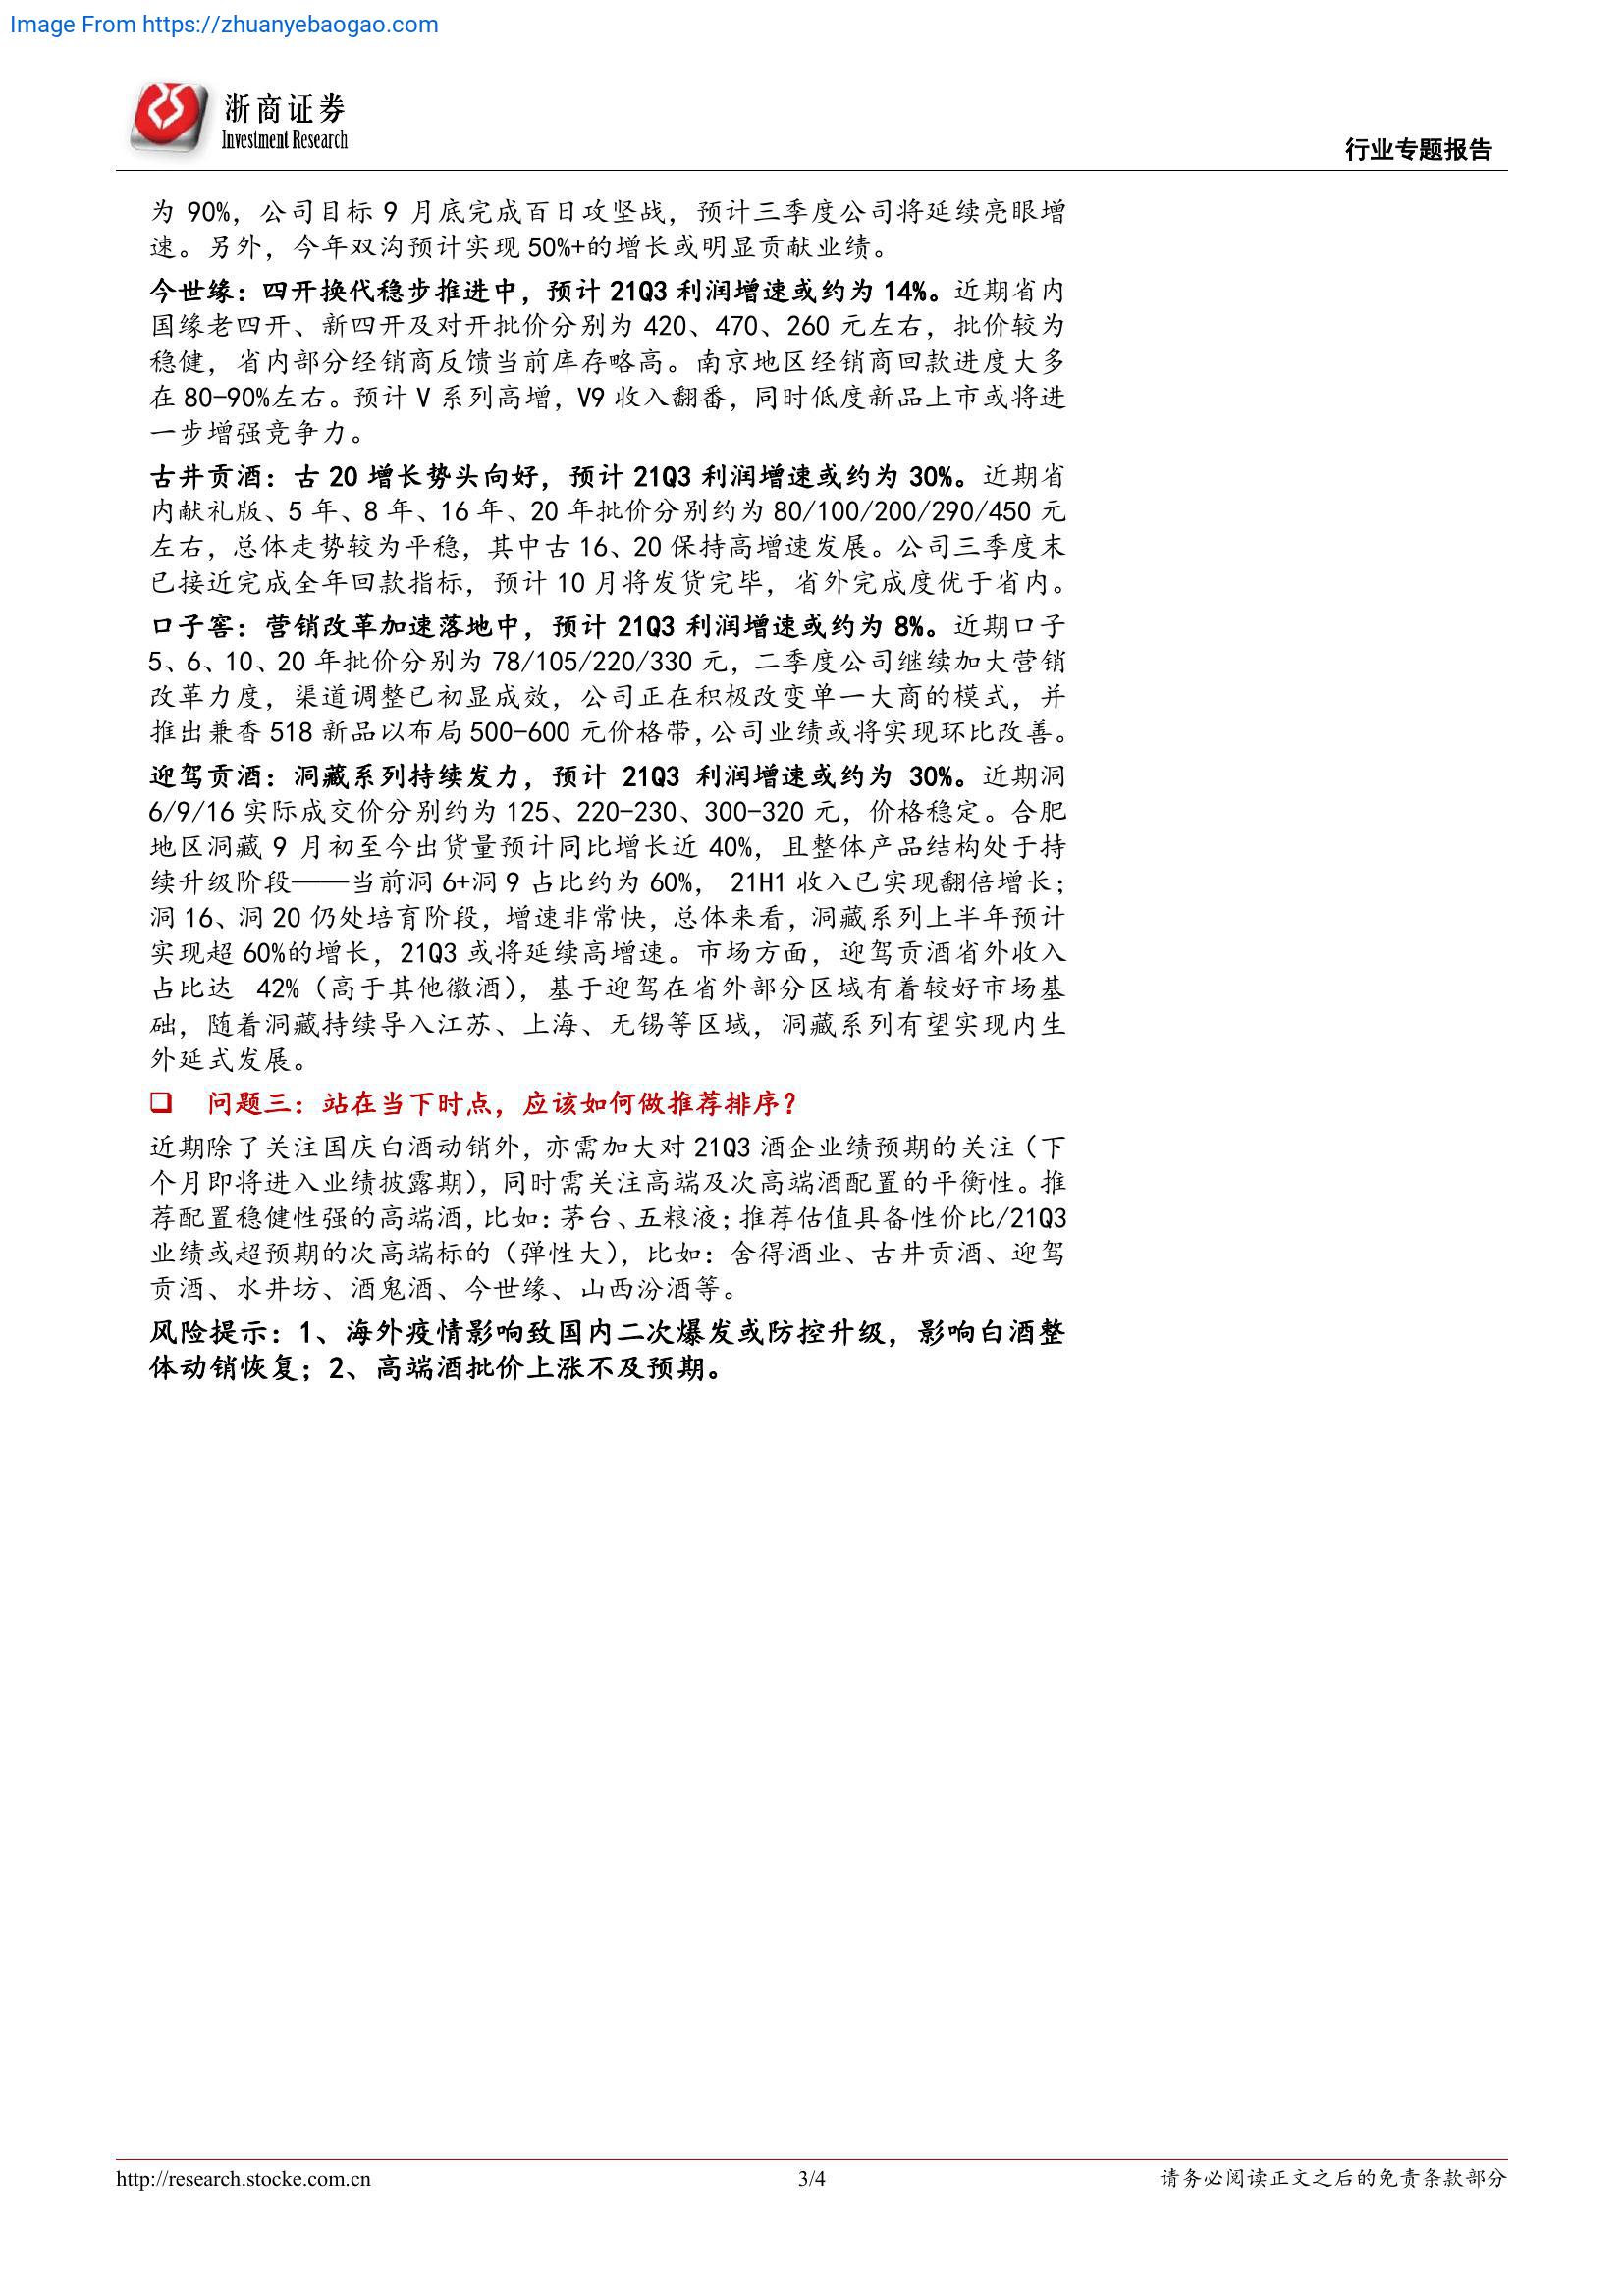 Image From https://zhuanyebaogao.com
浙商证券
Investment Research
行业专题报告
为 90%，公司目标 9 月底完成百日攻坚战，预计三季度公司将延续亮眼增
速。另外，今年双沟预计实现 50%+的增长或明显贡献业绩。
今世缘：四开换代稳步推进中，预计 21Q3 利润增速或约为 14%。近期省内
国缘老四开、新四开及对开批价分别为 420、470、260 元左右，批价较为
稳健，省内部分经销商反馈当前库存略高。南京地区经销商回款进度大多
在 80-90%左右。预计 V 系列高增，V9 收入翻番，同时低度新品上市或将进
一步增强竞争力。
古井贡酒：古 20 增长势头向好，预计 21Q3 利润增速或约为 30%。近期省
内献礼版、5 年、8 年、16 年、20 年批价分别约为 80/100/200/290/450 元
左右，总体走势较为平稳，其中古 16、20 保持高增速发展。公司三季度末
已接近完成全年回款指标，预计 10 月将发货完毕，省外完成度优于省内。
口子窖：营销改革加速落地中，预计 21Q3 利润增速或约为 8%。近期口子
5、6、10、20 年批价分别为 78/105/220/330 元，二季度公司继续加大营销
改革力度，渠道调整已初显成效，公司正在积极改变单一大商的模式，并
推出兼香 518 新品以布局 500-600 元价格带，公司业绩或将实现环比改善。
迎驾贡酒：洞藏系列持续发力，预计 21Q3 利润增速或约为 30%。近期洞
6/9/16 实际成交价分别约为 125、220-230、300-320 元，价格稳定。合肥
地区洞藏 9 月初至今出货量预计同比增长近 40%，且整体产品结构处于持
续升级阶段——当前洞 6+洞 9 占比约为 60%， 21H1 收入已实现翻倍增长；
洞 16、洞 20 仍处培育阶段，增速非常快，总体来看，洞藏系列上半年预计
实现超 60%的增长，21Q3 或将延续高增速。市场方面，迎驾贡酒省外收入
占比达 42%（高于其他徽酒），基于迎驾在省外部分区域有着较好市场基
础，随着洞藏持续导入江苏、上海、无锡等区域，洞藏系列有望实现内生
外延式发展。
❑ 问题三：站在当下时点，应该如何做推荐排序？
近期除了关注国庆白酒动销外，亦需加大对 21Q3 酒企业绩预期的关注（下
个月即将进入业绩披露期），同时需关注高端及次高端酒配置的平衡性。推
荐配置稳健性强的高端酒，比如：茅台、五粮液；推荐估值具备性价比/21Q3
业绩或超预期的次高端标的（弹性大），比如：舍得酒业、古井贡酒、迎驾
贡酒、水井坊、酒鬼酒、今世缘、山西汾酒等。
风险提示：1、海外疫情影响致国内二次爆发或防控升级，影响白酒整
体动销恢复；2、高端酒批价上涨不及预期。
http://research.stocke.com.cn
3/4
请务必阅读正文之后的免责条款部分